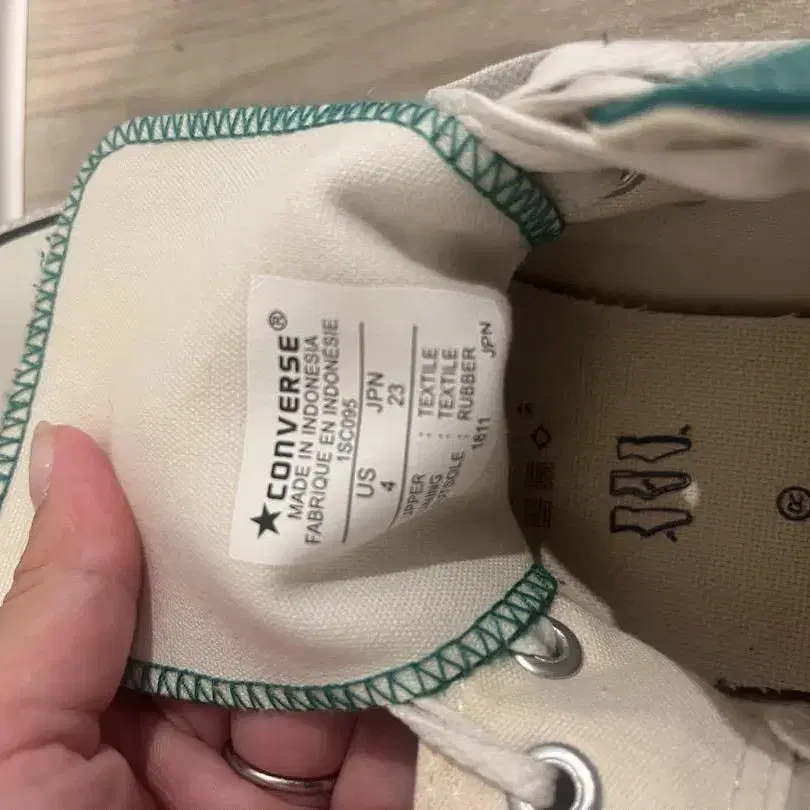 ★CONVERSE®
MADE IN INDONESIA
FABRIQUE EN INDONÉSIE
1SC095
US JPN
4 23
UPPER : TEXTILE
LINING : TEXTILE
OUTSOLE : RUBBER
1811 JPN